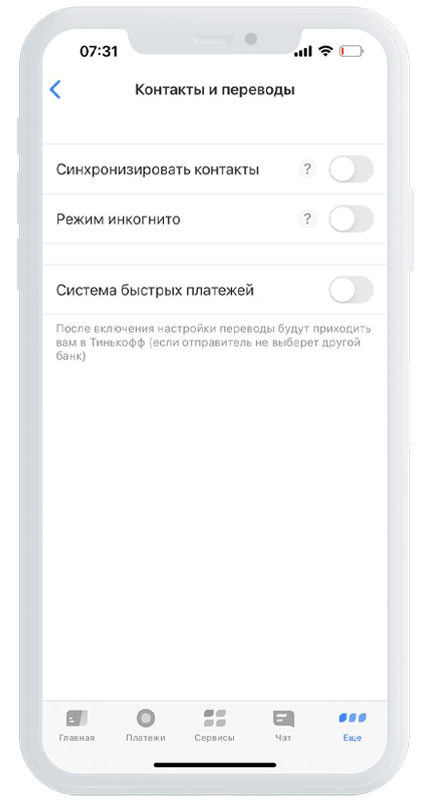 07:31
Контакты и переводы
Синхронизировать контакты ?
Режим инкогнито ?
Система быстрых платежей
После включения настройки переводы будут приходить
вам в Тинькофф (если отправитель не выберет другой
банк)
Главная Платежи Сервисы Чат Еще